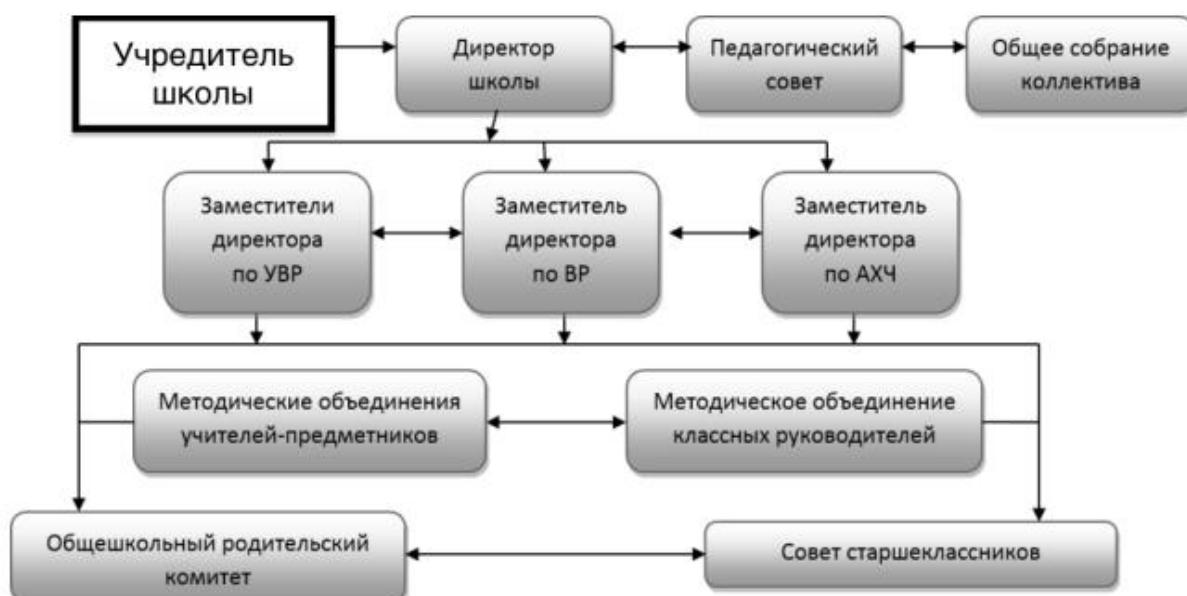 Учредитель
школы
Директор
школы
Педагогический
совет
Общее собрание
коллектива
Заместители
директора
по УВР
Заместитель
директора
по ВР
Заместитель
директора
по АХЧ
Методические объединения
учителей-предметников
Методическое объединение
классных руководителей
Общешкольный родительский
комитет
Совет старшеклассников